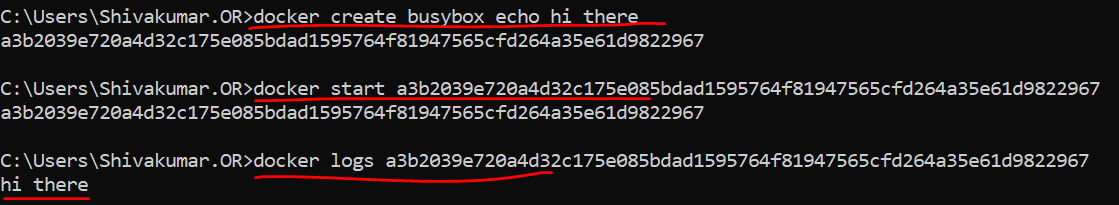 C:\Users\Shivakumar.OR>docker create busybox echo hi there
a3b2039e720a4d32c175e085bdad1595764f81947565cfd264a35e61d9822967
C:\Users\Shivakumar.OR>docker start a3b2039e720a4d32c175e085bdad1595764f81947565cfd264a35e61d9822967
a3b2039e720a4d32c175e085bdad1595764f81947565cfd264a35e61d9822967
C:\Users\Shivakumar.OR>docker logs a3b2039e720a4d32c175e085bdad1595764f81947565cfd264a35e61d9822967
hi there